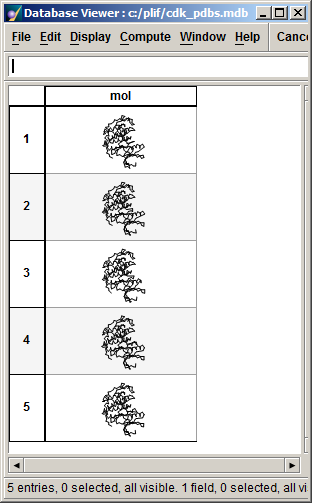 Database Viewer : c:/plif/cdk_pdbs.mdb
File Edit Display Compute Window Help Cance
mol
1
2
3
4
5
5 entries, 0 selected, all visible. 1 field, 0 selected, all vi